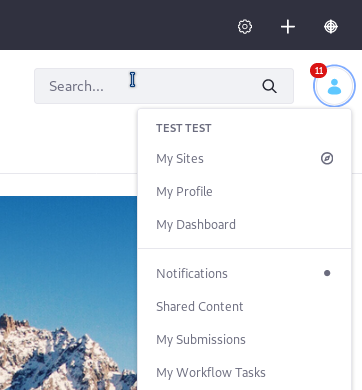 Search...
11
TEST TEST
My Sites
My Profile
My Dashboard
Notifications
Shared Content
My Submissions
My Workflow Tasks